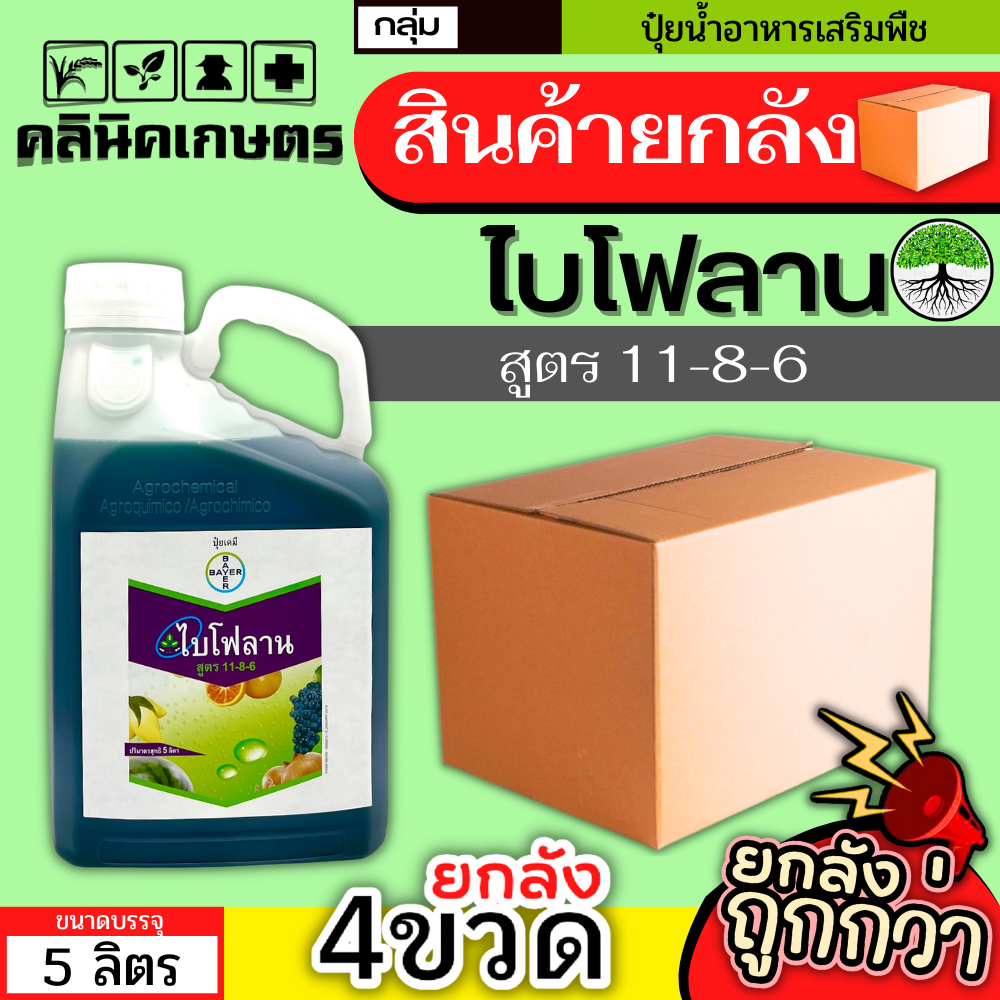 กลุ่ม
ปุ๋ยน้ำอาหารเสริมพืช
คลินิคเกษตร
สินค้ายกลัง
ไบโฟลาน
สูตร 11-8-6
Agrochemical
Agroquimico /Agrochimico
ปุ๋ยเคมี
BAYER
BAYER
ไบโฟลาน
สูตร 11-8-6
ปริมาตรสุทธิ 5 ลิตร
ขนาดบรรจุ
5 ลิตร
ยกลัง
4ขวด
ยกลัง
ถูกกว่า